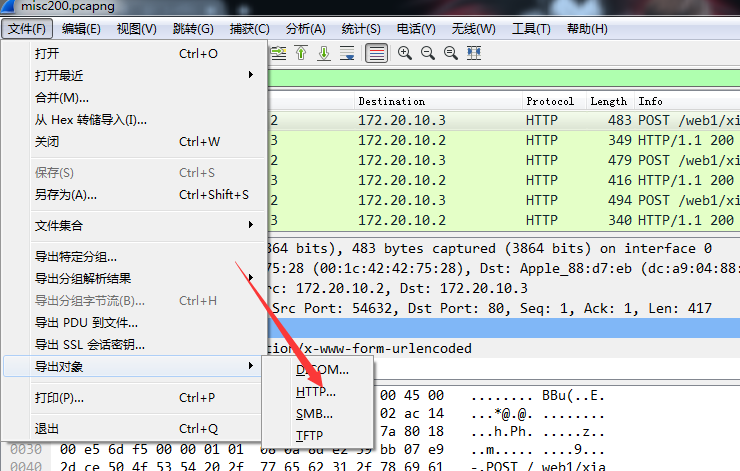 misc200.pcapng
文件(F) 编辑(E) 视图(V) 跳转(G) 捕获(C) 分析(A) 统计(S) 电话(Y) 无线(W) 工具(T) 帮助(H)
打开 Ctrl+O
打开最近
合并(M)...
从 Hex 转储导入(I)...
关闭 Ctrl+W
保存(S) Ctrl+S
另存为(A)... Ctrl+Shift+S
文件集合
导出特定分组...
导出分组解析结果
导出分组字节流(B)... Ctrl+H
导出 PDU 到文件...
导出 SSL 会话密钥...
导出对象
打印(P)... Ctrl+P
退出 Ctrl+Q
DICOM...
HTTP...
SMB...
TFTP
Destination Protocol Length Info
2 172.20.10.3 HTTP 483 POST /web1/xia
3 172.20.10.2 HTTP 349 HTTP/1.1 200
2 172.20.10.3 HTTP 479 POST /web1/xia
3 172.20.10.2 HTTP 416 HTTP/1.1 200
2 172.20.10.3 HTTP 494 POST /web1/xia
3 172.20.10.2 HTTP 340 HTTP/1.1 200
864 bits), 483 bytes captured (3864 bits) on interface 0
75:28 (00:1c:42:42:75:28), Dst: Apple_88:d7:eb (dc:a9:04:88:
rc: 172.20.10.2, Dst: 172.20.10.3
Src Port: 54632, Dst Port: 80, Seq: 1, Ack: 1, Len: 417
tion/x-www-form-urlencoded
00 45 00 ........ BBu(..E.
02 ac 14 ...*@.@. ........
7a 80 18 ...h.Ph. ....z...
0030 00 e5 6d f5 00 00 01 01 08 0a 8d e2 39 bb 07 e9 ..m..... ....9...
2d ce 50 4f 53 54 20 2f 77 65 62 31 2f 78 69 61 -.POST / web1/xia